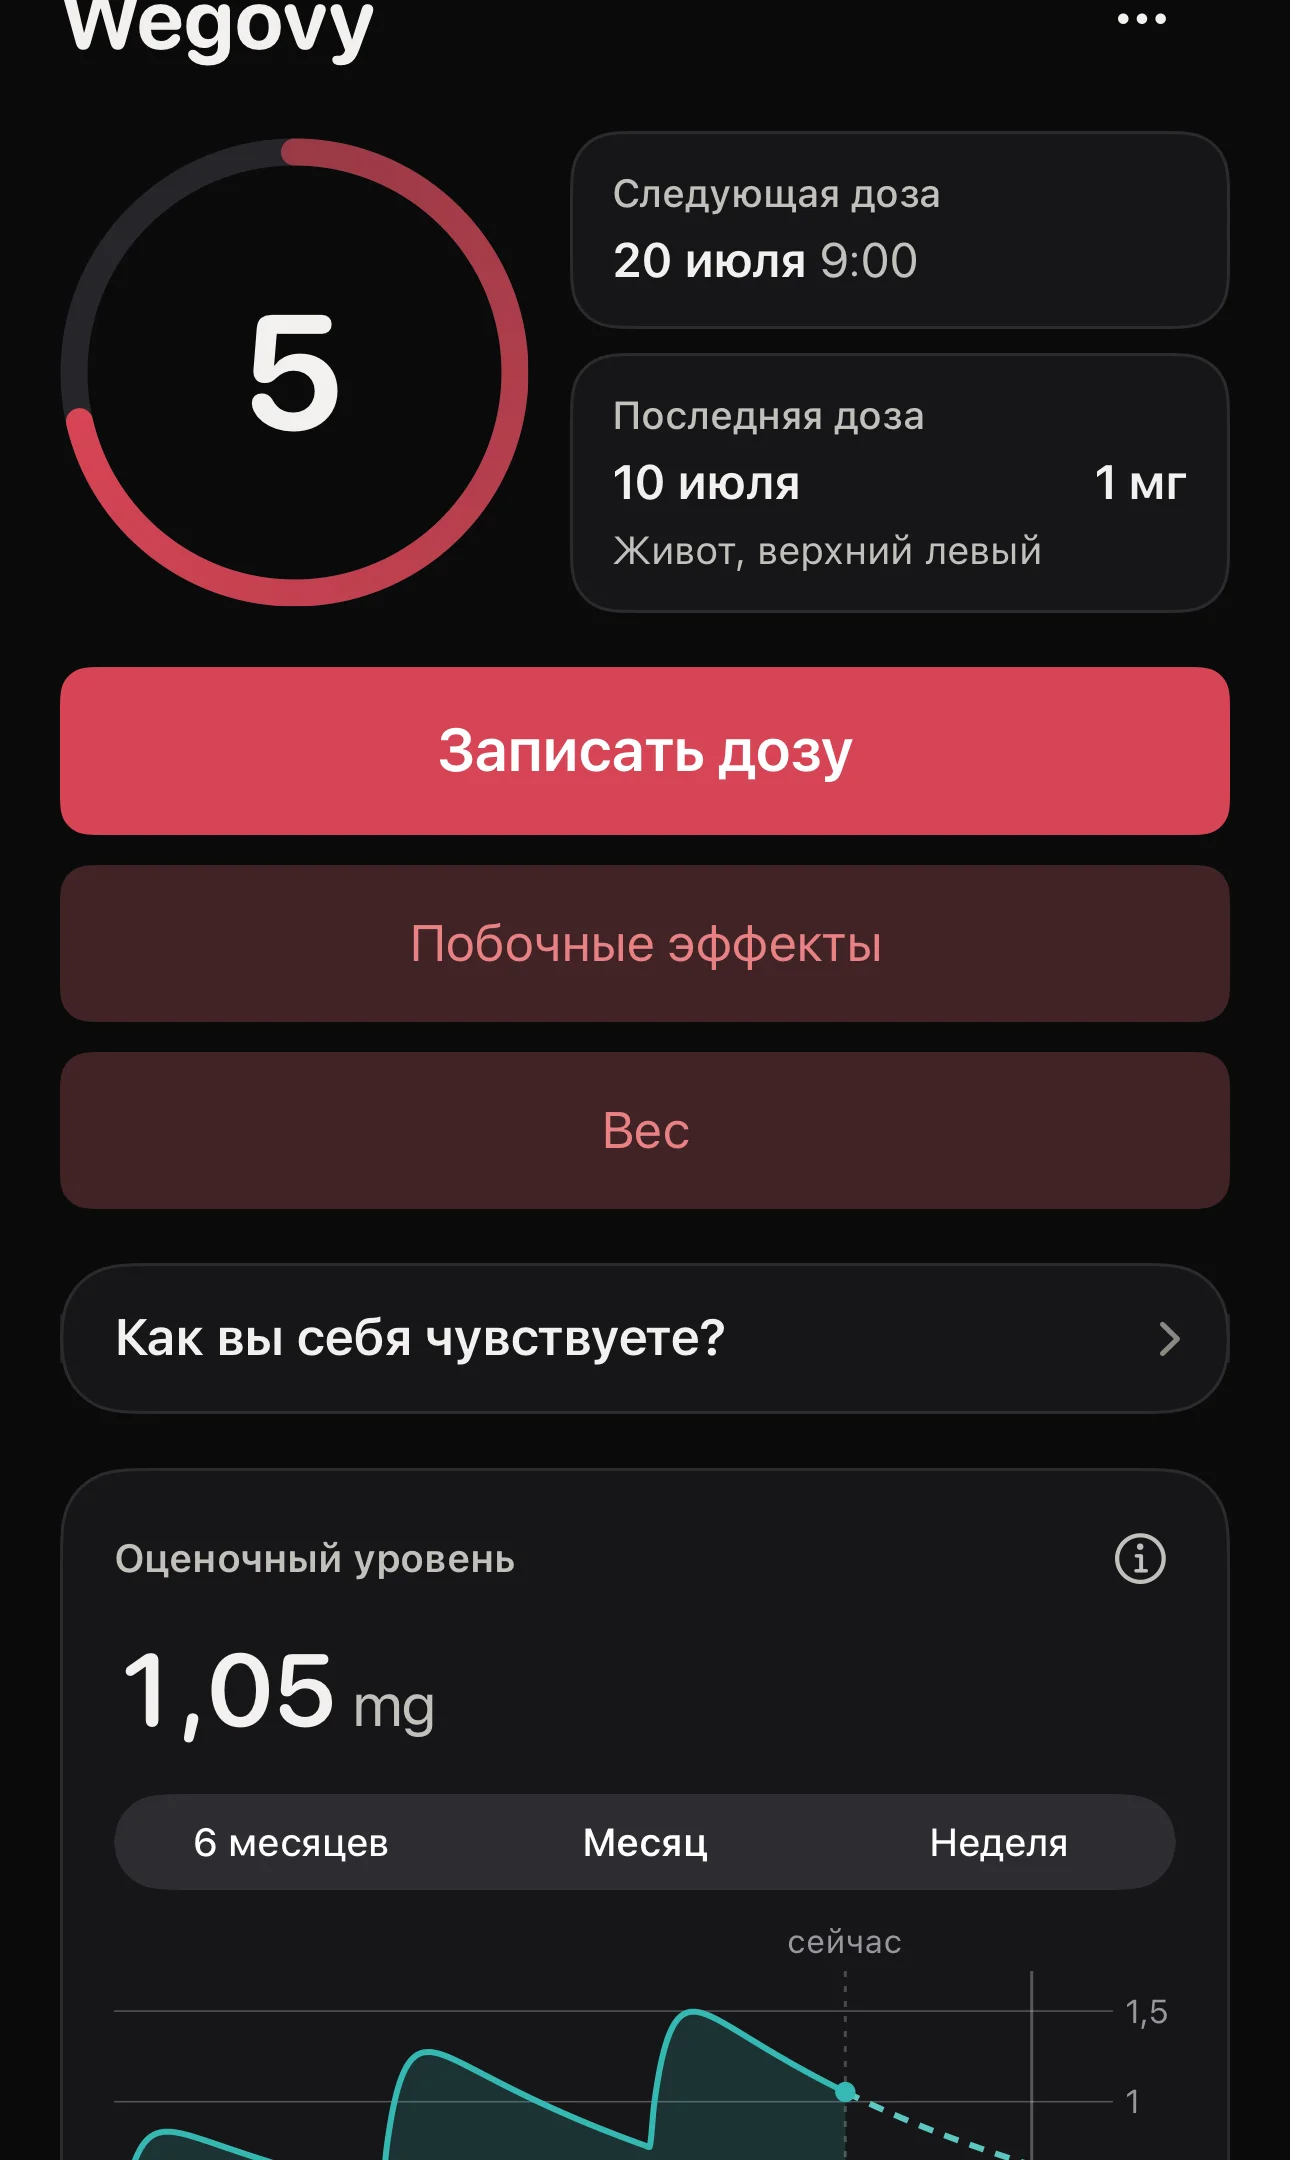 Wegovy
5
Следующая доза
20 июля 9:00
Последняя доза
10 июля 1 мг
Живот, верхний левый
Записать дозу
Побочные эффекты
Вес
Как вы себя чувствуете?
Оценочный уровень
1,05 mg
6 месяцев Месяц Неделя
сейчас
1,5
1